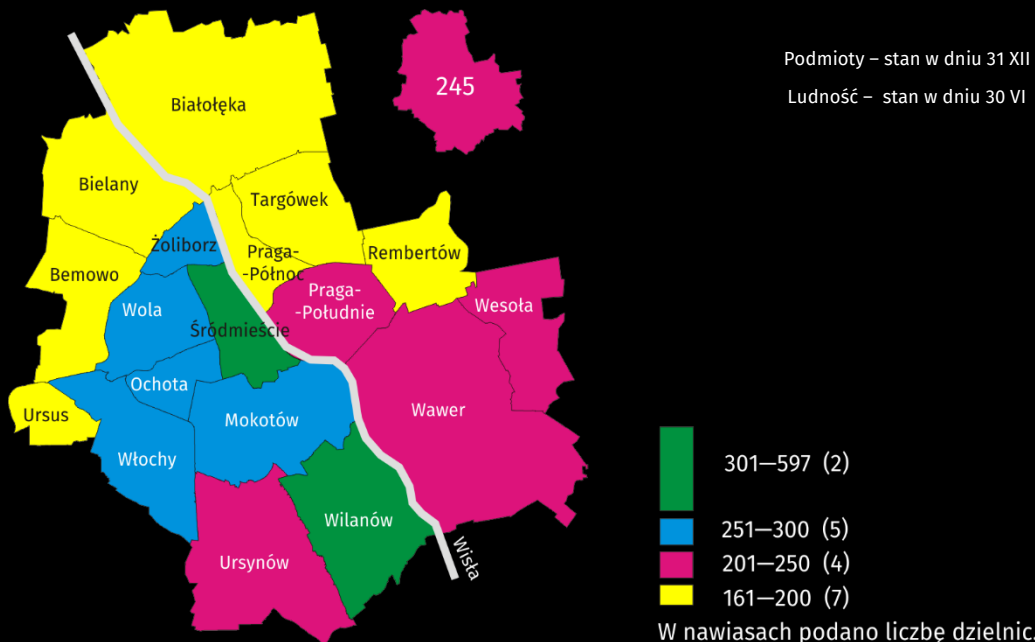 245
Podmioty – stan w dniu 31 XII
Ludność – stan w dniu 30 VI
Białołęka
Bielany
Targówek
Żoliborz
Praga-
-Północ
Rembertów
Bemowo
Praga-
-Południe
Wesoła
Wola
Śródmieście
Ochota
Ursus
Mokotów
Wawer
Włochy
Wilanów
Ursynów
Wisła
301—597 (2)
251—300 (5)
201—250 (4)
161—200 (7)
W nawiasach podano liczbę dzielnic.